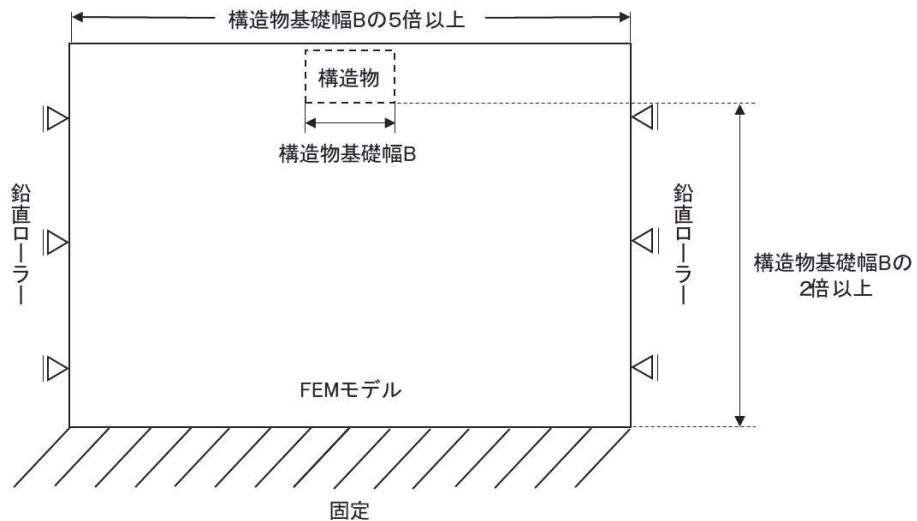 構造物基礎幅Bの5倍以上
構造物
構造物基礎幅B
鉛直ローラー
鉛直ローラー
構造物基礎幅Bの
2倍以上
FEMモデル
固定